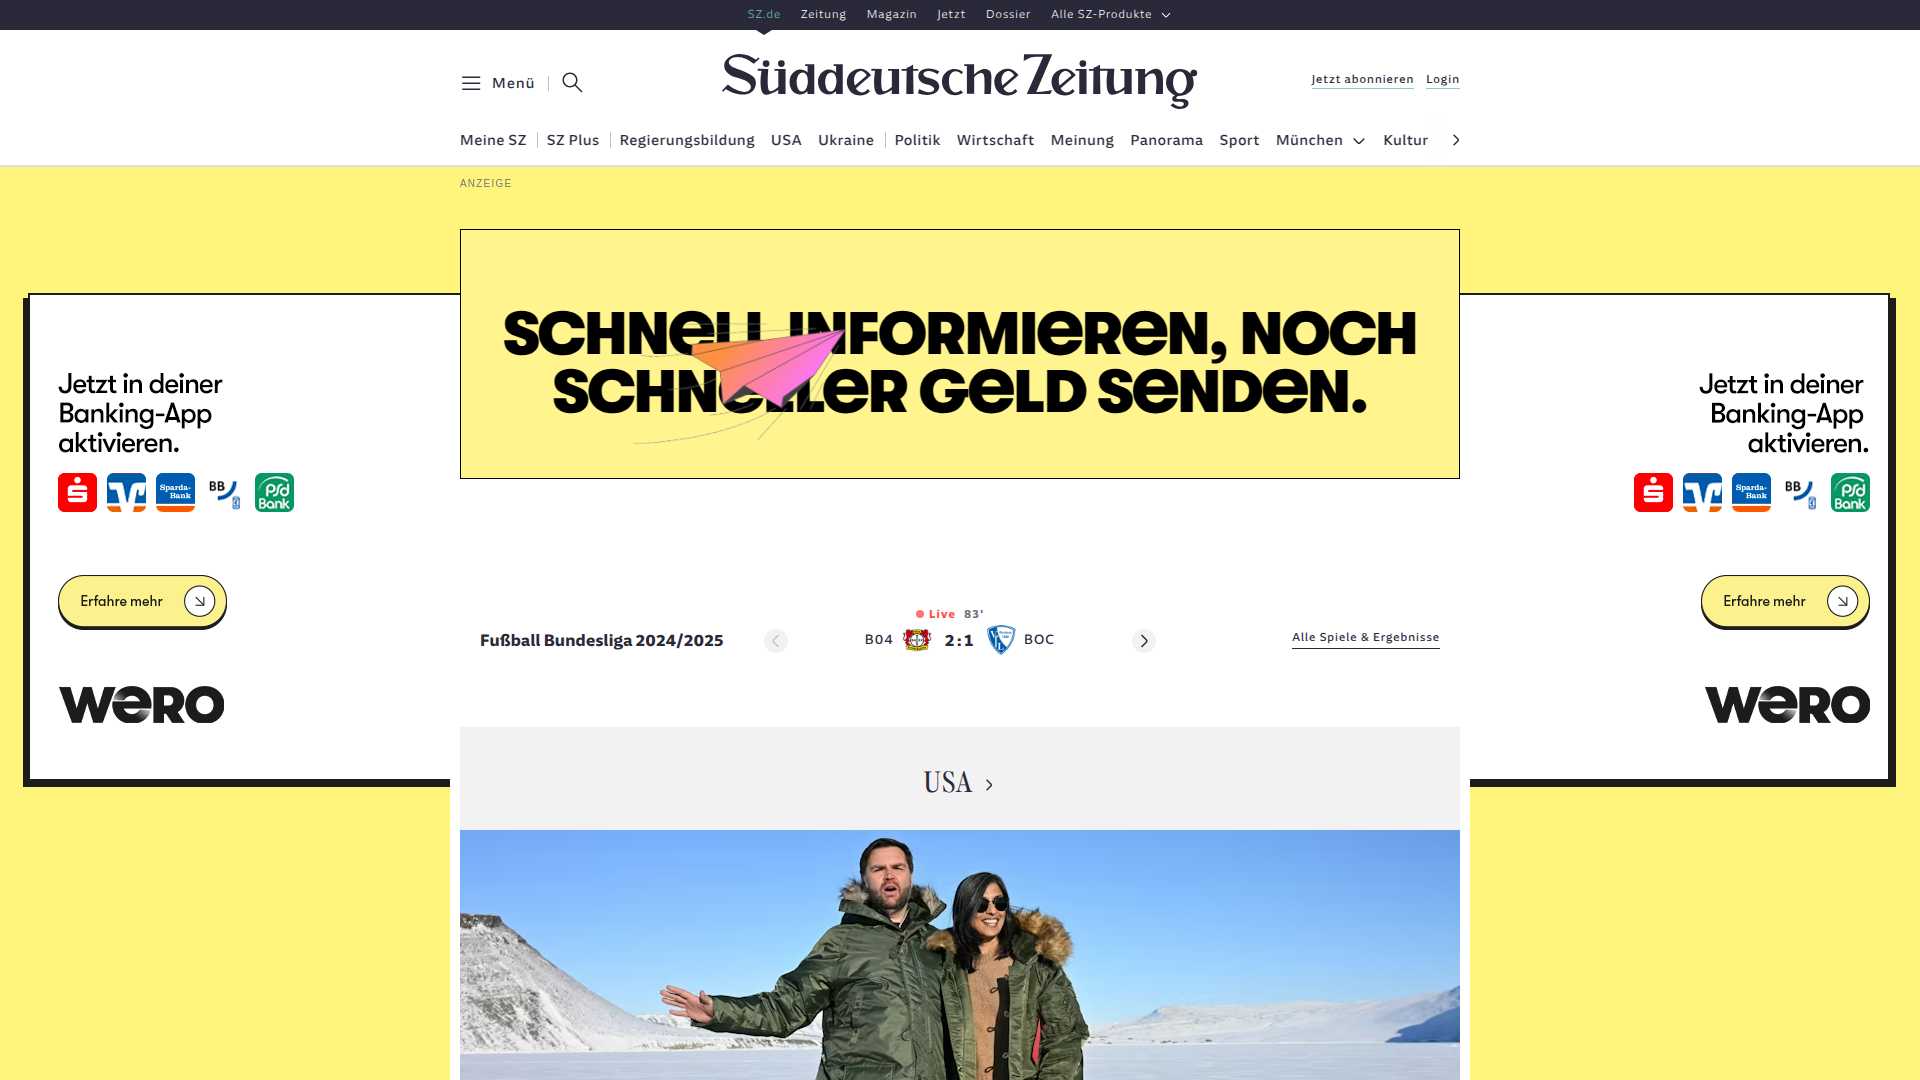 SZ.de Zeitung Magazin Jetzt Dossier Alle SZ-Produkte
Menü
Süddeutsche Zeitung
Jetzt abonnieren Login
Meine SZ SZ Plus Regierungsbildung USA Ukraine Politik Wirtschaft Meinung Panorama Sport München Kultur
ANZEIGE
SCHNELL INFORMIEREN, NOCH
SCHNELLER GELD SENDEN.
Jetzt in deiner
Banking-App
aktivieren.
Sparda-
Bank
BB
psd
Bank
Erfahre mehr
wero
Jetzt in deiner
Banking-App
aktivieren.
Sparda-
Bank
BB
psd
Bank
Erfahre mehr
wero
Live 83'
Fußball Bundesliga 2024/2025
B04 2:1 BOC
Alle Spiele & Ergebnisse
USA